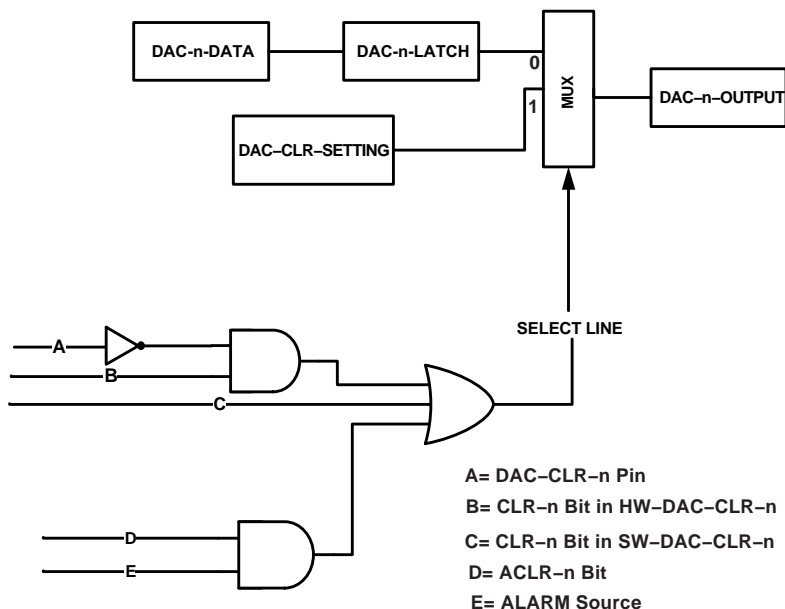 DAC-n-DATA
DAC-n-LATCH
0
1
MUX
DAC–n–OUTPUT
DAC–CLR–SETTING
SELECT LINE
A
B
C
D
E
A= DAC–CLR–n Pin
B= CLR–n Bit in HW–DAC–CLR–n
C= CLR–n Bit in SW–DAC–CLR–n
D= ACLR–n Bit
E= ALARM Source